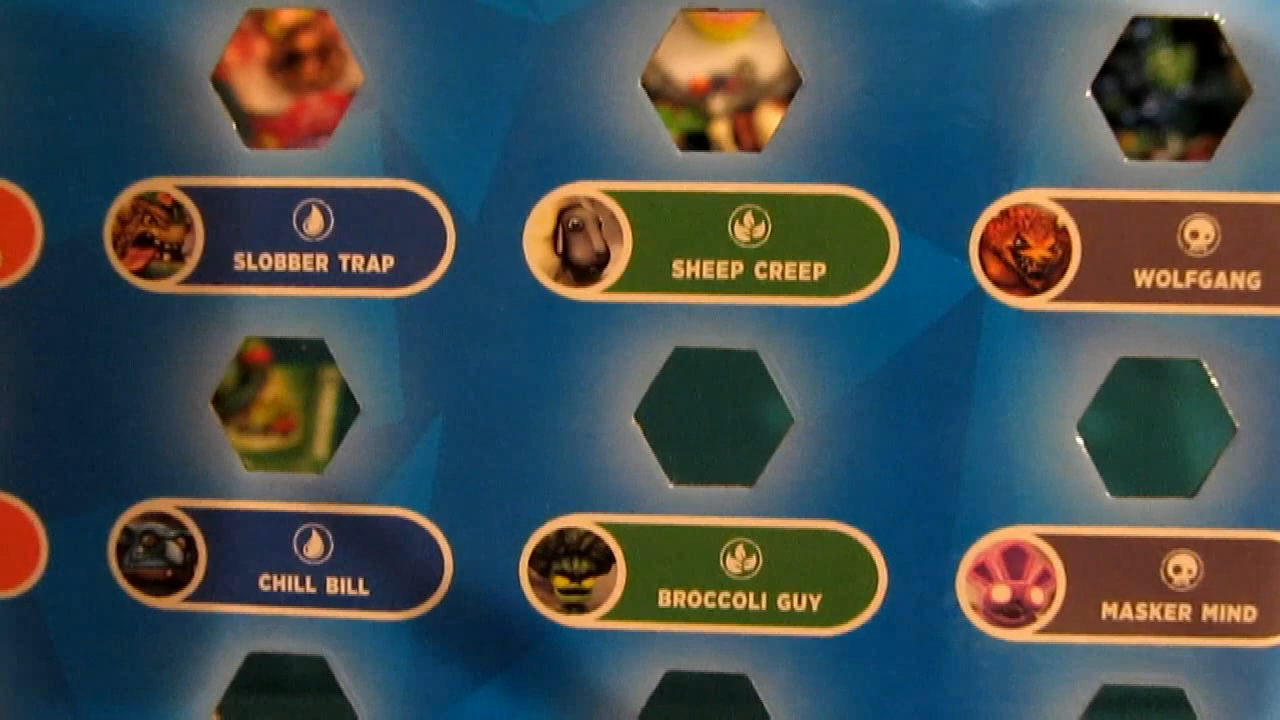 SLOBBER TRAP
SHEEP CREEP
WOLFGANG
CHILL BILL
BROCCOLI GUY
MASKER MIND